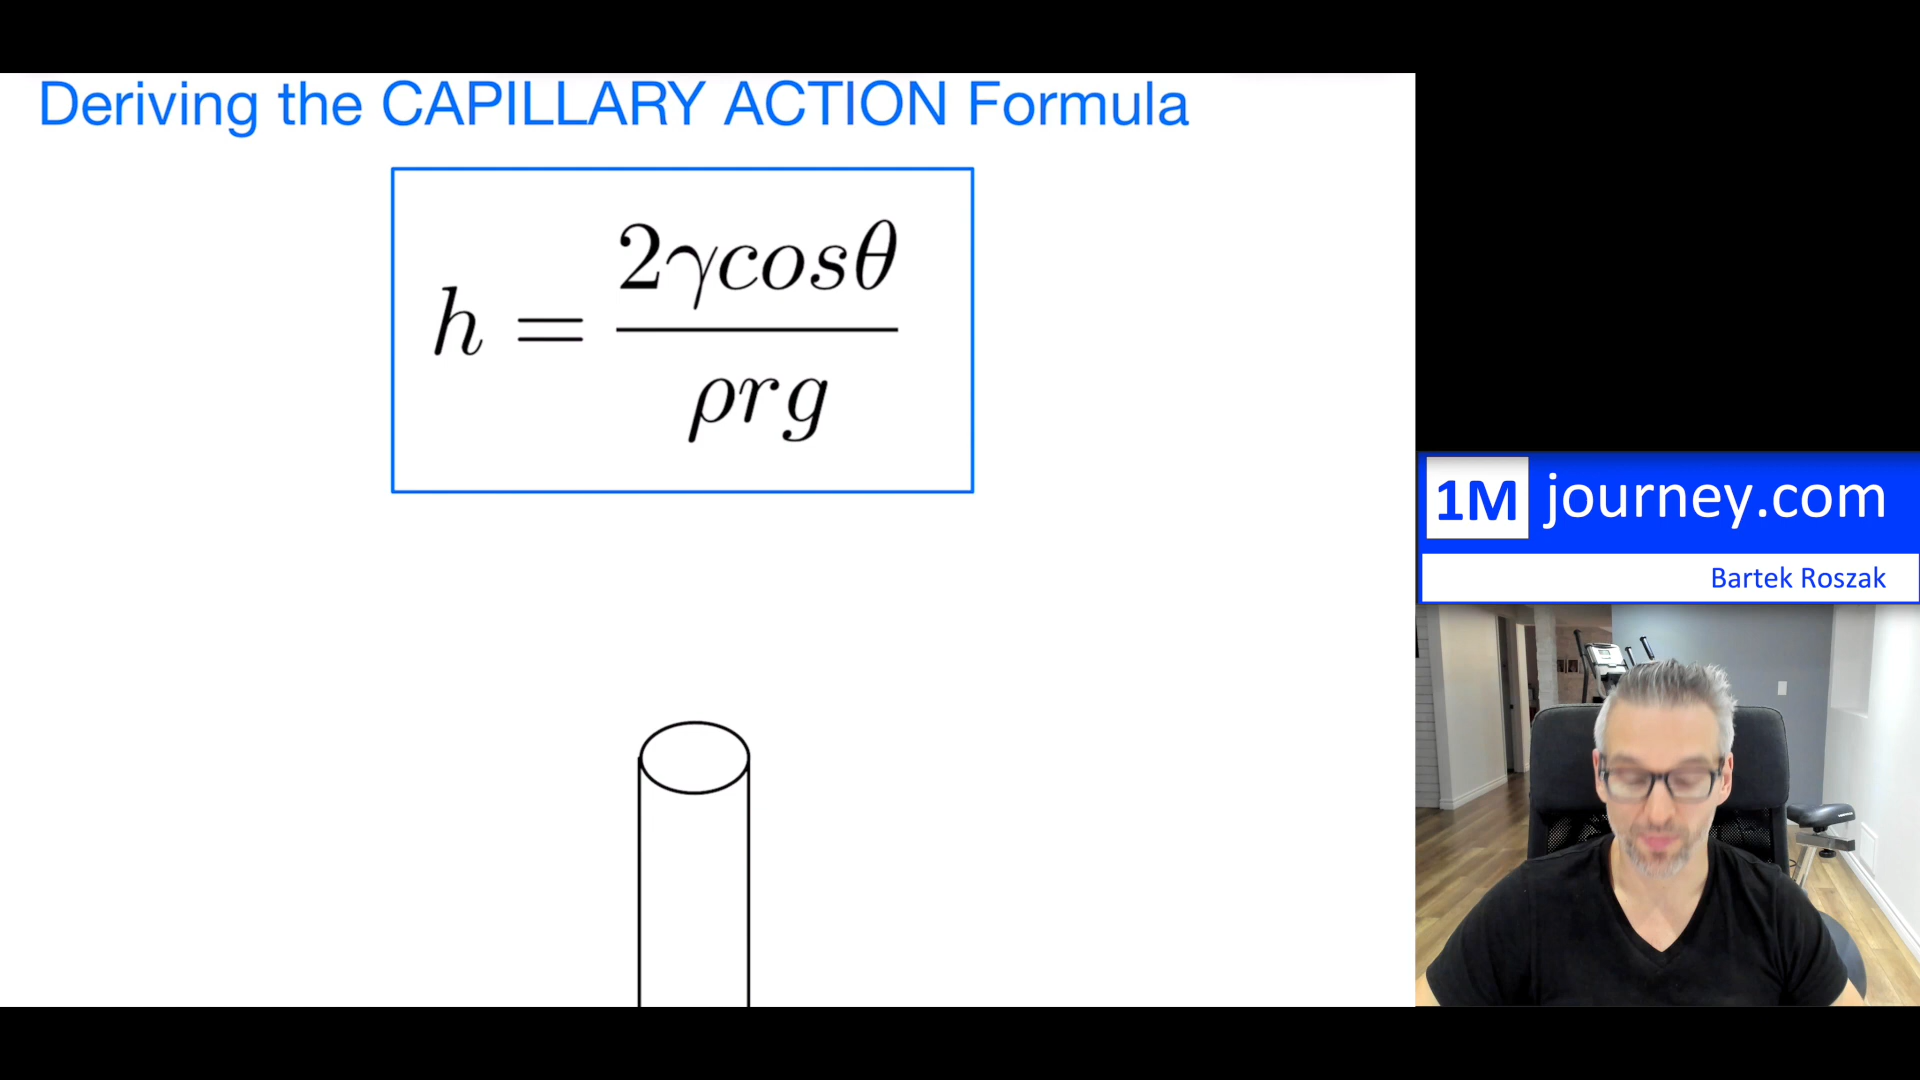 Deriving the CAPILLARY ACTION Formula
h = 2γcosθ / ρrg
1M journey.com
Bartek Roszak